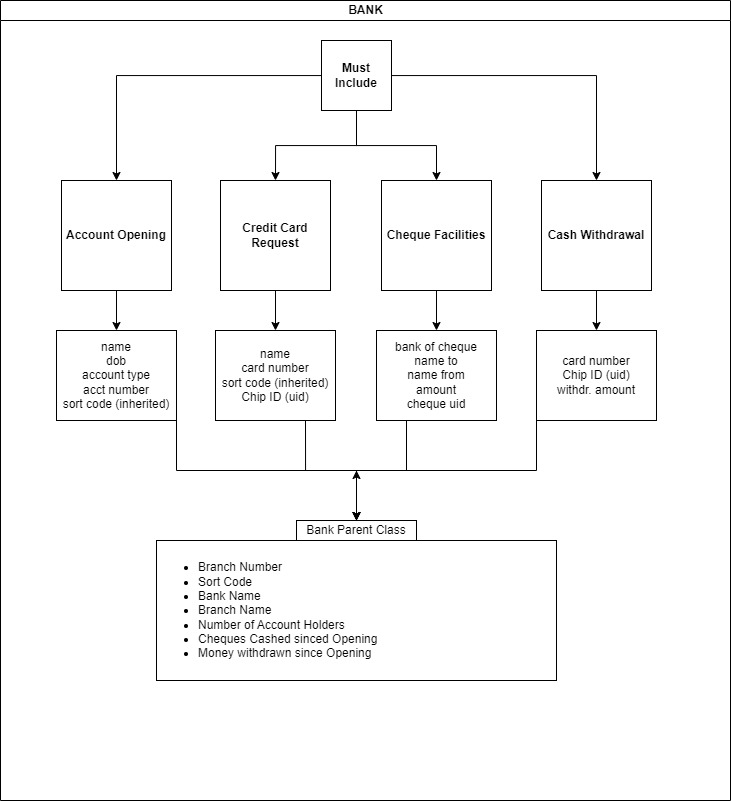 BANK
Must
Include
Account Opening
Credit Card
Request
Cheque Facilities
Cash Withdrawal
name
dob
account type
acct number
sort code (inherited)
name
card number
sort code (inherited)
Chip ID (uid)
bank of cheque
name to
name from
amount
cheque uid
card number
Chip ID (uid)
withdr. amount
Bank Parent Class
Branch Number
Sort Code
Bank Name
Branch Name
Number of Account Holders
Cheques Cashed sinced Opening
Money withdrawn since Opening